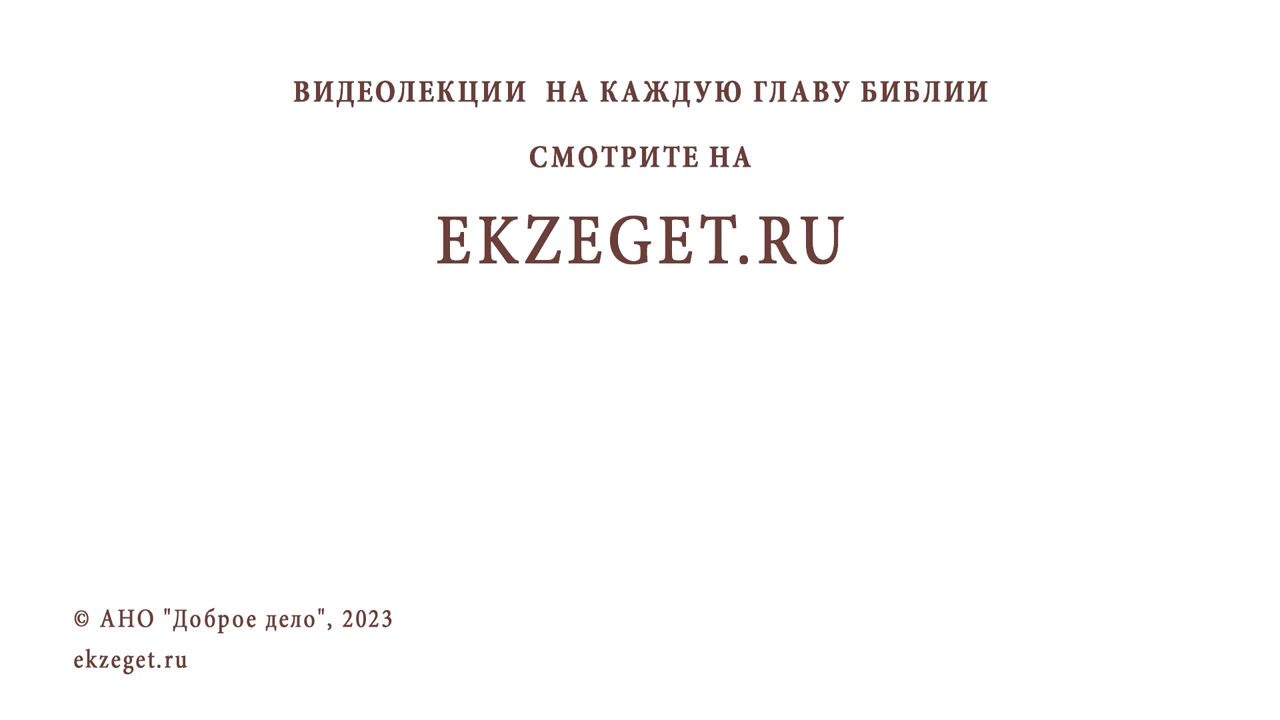 ВИДЕОЛЕКЦИИ НА КАЖДУЮ ГЛАВУ БИБЛИИ
СМОТРИТЕ НА
EKZEGET.RU
© АНО "Доброе дело", 2023
ekzeget.ru